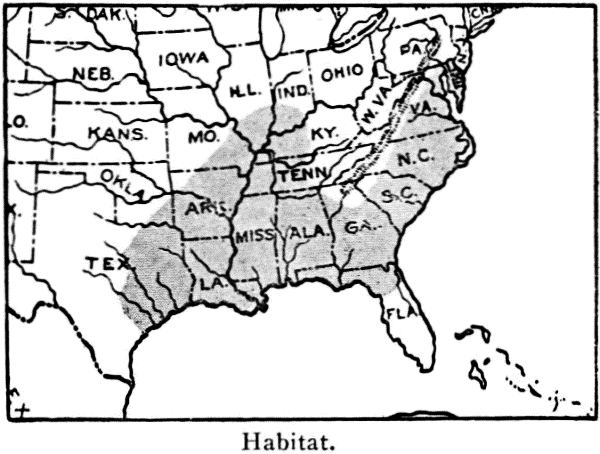 S. DAK.
IOWA
NEB.
ILL.
IND.
OHIO
PA.
W. VA.
VA.
KANS.
MO.
KY.
N.C.
OKLA.
TENN.
S.C.
ARK.
MISS.
ALA.
GA.
TEX.
LA.
FLA.
Habitat.